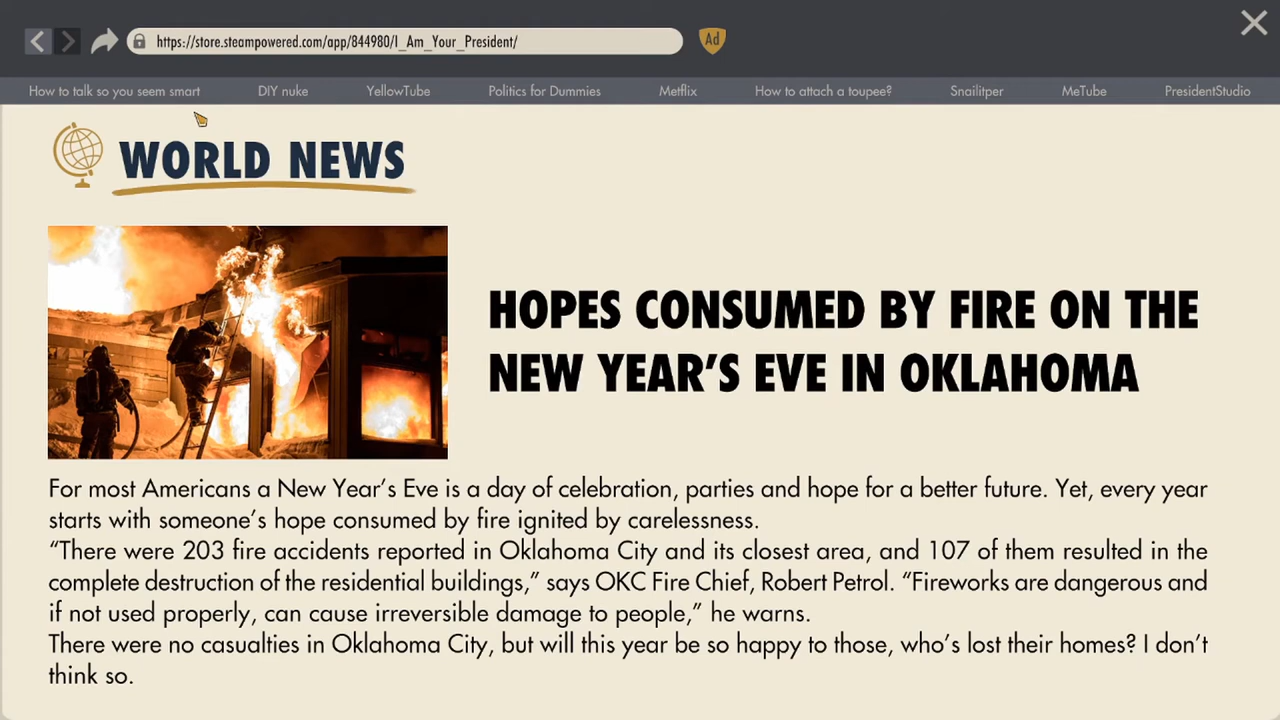 https://store.steampowered.com/app/844980/I_Am_Your_President/
Ad
How to talk so you seem smart DIY nuke YellowTube Politics for Dummies Metflix How to attach a toupee? Snailitper MeTube PresidentStudio
WORLD NEWS
HOPES CONSUMED BY FIRE ON THE
NEW YEAR'S EVE IN OKLAHOMA
For most Americans a New Year's Eve is a day of celebration, parties and hope for a better future. Yet, every year
starts with someone's hope consumed by fire ignited by carelessness.
“There were 203 fire accidents reported in Oklahoma City and its closest area, and 107 of them resulted in the
complete destruction of the residential buildings,” says OKC Fire Chief, Robert Petrol. “Fireworks are dangerous and
if not used properly, can cause irreversible damage to people,” he warns.
There were no casualties in Oklahoma City, but will this year be so happy to those, who's lost their homes? I don't
think so.